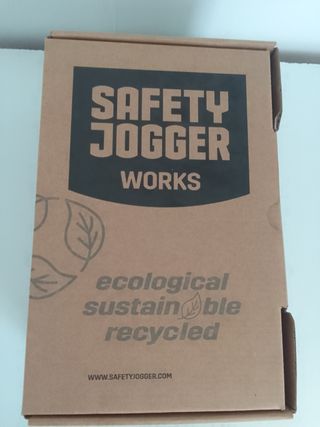 SAFETY
JOGGER
WORKS
ecological
sustainable
recycled
WWW.SAFETYJOGGER.COM